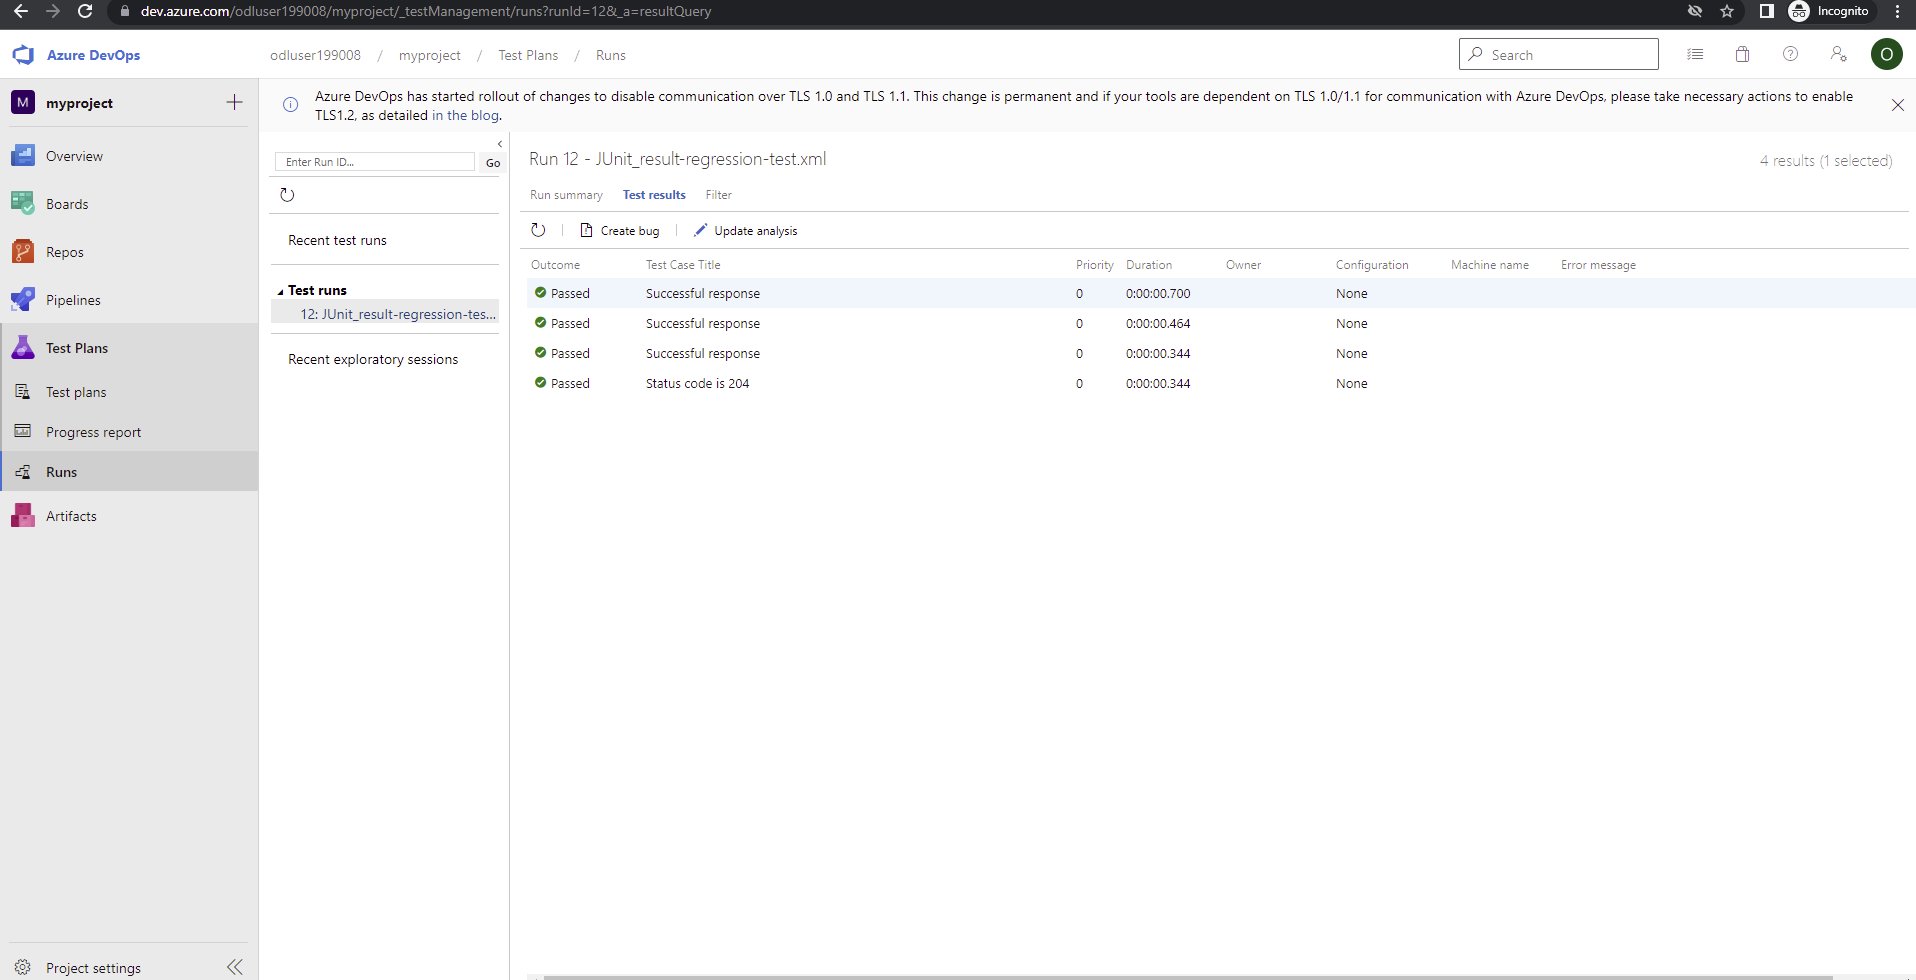 dev.azure.com/odluser199008/myproject/_testManagement/runs?runId=12&_a=resultQuery
Incognito
Azure DevOps
odluser199008 / myproject / Test Plans / Runs
Search
O
M myproject
Overview
Boards
Repos
Pipelines
Test Plans
Test plans
Progress report
Runs
Artifacts
Project settings
Azure DevOps has started rollout of changes to disable communication over TLS 1.0 and TLS 1.1. This change is permanent and if your tools are dependent on TLS 1.0/1.1 for communication with Azure DevOps, please take necessary actions to enable
TLS1.2, as detailed in the blog.
Enter Run ID... Go
Recent test runs
Test runs
12: JUnit_result-regression-tes...
Recent exploratory sessions
Run 12 - JUnit_result-regression-test.xml
4 results (1 selected)
Run summary Test results Filter
Create bug Update analysis
Outcome Test Case Title Priority Duration Owner Configuration Machine name Error message
Passed Successful response 0 0:00:00.700 None
Passed Successful response 0 0:00:00.464 None
Passed Successful response 0 0:00:00.344 None
Passed Status code is 204 0 0:00:00.344 None